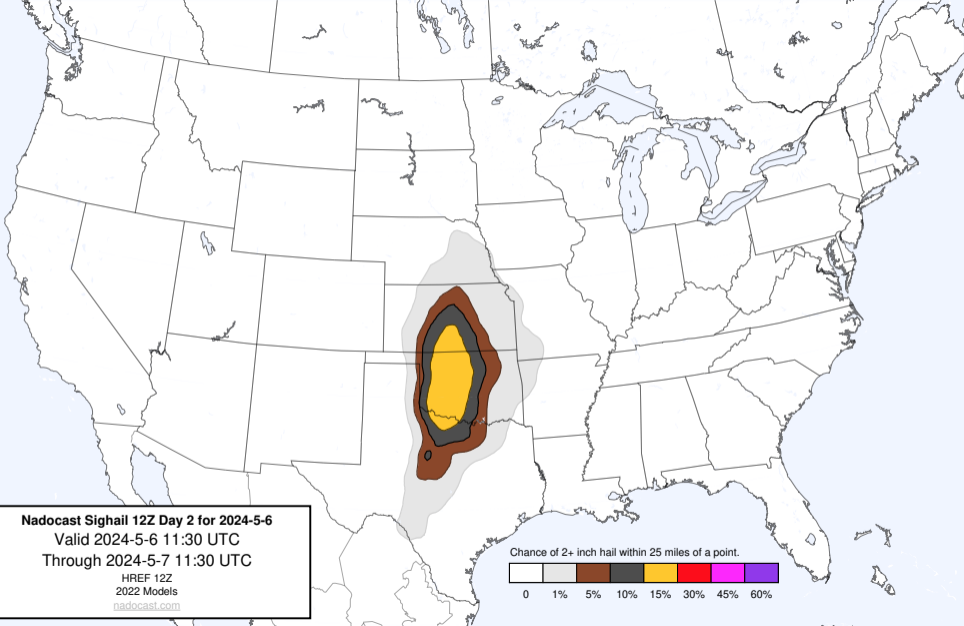 Nadocast Sighail 12Z Day 2 for 2024-5-6
Valid 2024-5-6 11:30 UTC
Through 2024-5-7 11:30 UTC
HREF 12Z
2022 Models
nadocast.com
Chance of 2+ inch hail within 25 miles of a point.
0 1% 5% 10% 15% 30% 45% 60%